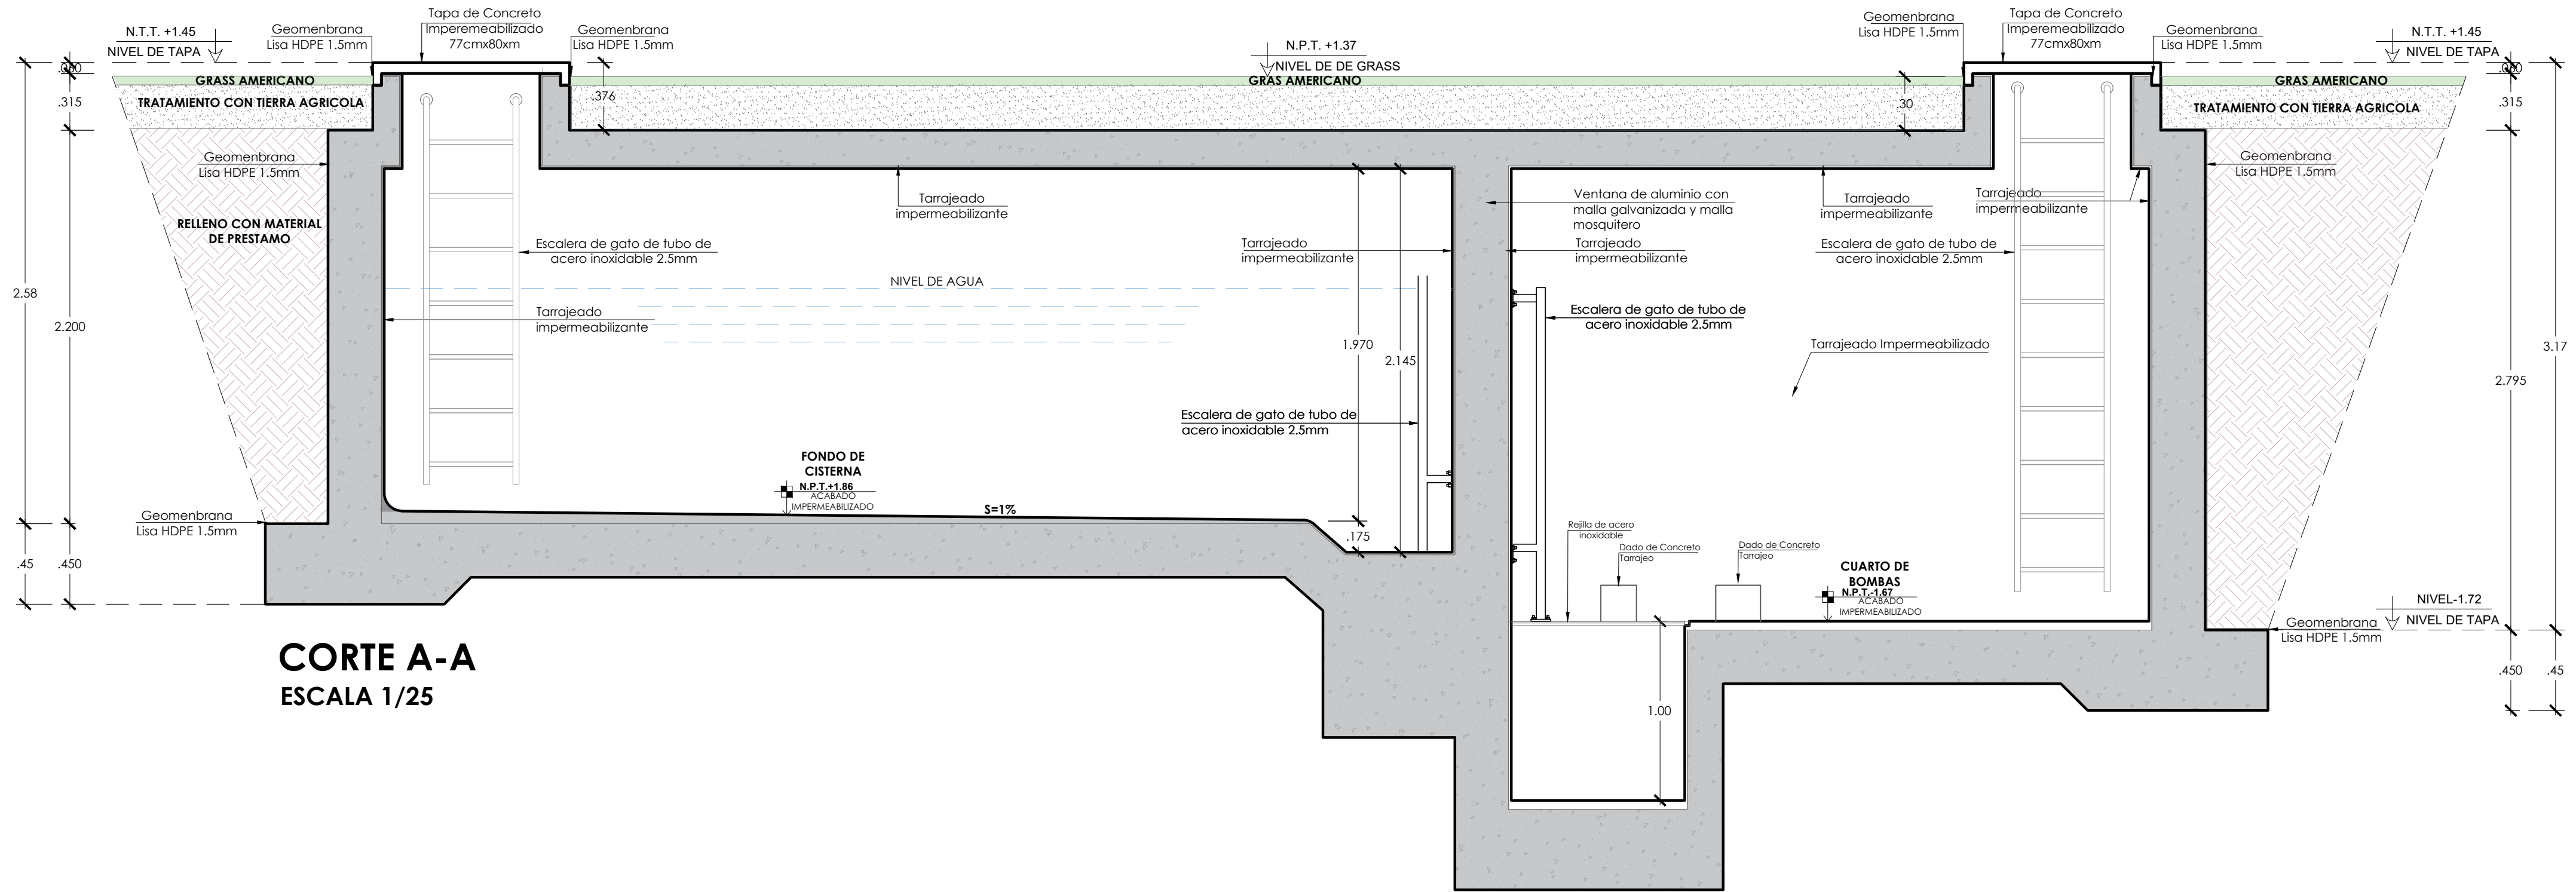 N.T.T. +1.45
NIVEL DE TAPA
Geomenbrana
Lisa HDPE 1.5mm
Tapa de Concreto
Imperemeabilizado
77cmx80xm
Geomenbrana
Lisa HDPE 1.5mm
N.P.T. +1.37
NIVEL DE DE GRASS
Geomenbrana
Lisa HDPE 1.5mm
Tapa de Concreto
Imperemeabilizado
77cmx80xm
Geomenbrana
Lisa HDPE 1.5mm
N.T.T. +1.45
NIVEL DE TAPA
.060
.315
GRASS AMERICANO
TRATAMIENTO CON TIERRA AGRICOLA
.376
GRAS AMERICANO
.30
GRAS AMERICANO
TRATAMIENTO CON TIERRA AGRICOLA
.060
.315
Geomenbrana
Lisa HDPE 1.5mm
RELLENO CON MATERIAL
DE PRESTAMO
Tarrajeado
impermeabilizante
Escalera de gato de tubo de
acero inoxidable 2.5mm
Tarrajeado
impermeabilizante
Ventana de aluminio con
malla galvanizada y malla
mosquitero
Tarrajeado
impermeabilizante
Tarrajeado
impermeabilizante
Tarrajeado
impermeabilizante
Escalera de gato de tubo de
acero inoxidable 2.5mm
Geomenbrana
Lisa HDPE 1.5mm
NIVEL DE AGUA
2.58
2.200
Tarrajeado
impermeabilizante
Escalera de gato de tubo de
acero inoxidable 2.5mm
1.970
2.145
Tarrajeado Impermeabilizado
3.17
2.795
Escalera de gato de tubo de
acero inoxidable 2.5mm
FONDO DE
CISTERNA
N.P.T.+1.86
ACABADO
IMPERMEABILIZADO
S=1%
Geomenbrana
Lisa HDPE 1.5mm
.175
Rejilla de acero
inoxidable
Dado de Concreto
Tarrajeo
Dado de Concreto
Tarrajeo
CUARTO DE
BOMBAS
N.P.T.-1.67
ACABADO
IMPERMEABILIZADO
.45
.450
NIVEL-1.72
NIVEL DE TAPA
Geomenbrana
Lisa HDPE 1.5mm
.450
.45
1.00
CORTE A-A
ESCALA 1/25